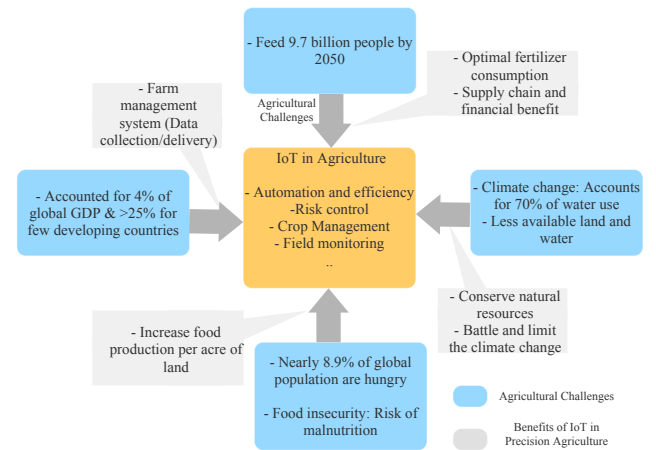 - Feed 9.7 billion people by
2050
- Optimal fertilizer
consumption
- Supply chain and
financial benefit
- Farm
management
system (Data
collection/delivery)
Agricultural
Challenges
IoT in Agriculture
- Automation and efficiency
-Risk control
- Crop Management
- Field monitoring
..
- Accounted for 4% of
global GDP & >25% for
few developing countries
- Climate change: Accounts
for 70% of water use
- Less available land and
water
- Increase food
production per acre of
land
- Conserve natural
resources
- Battle and limit
the climate change
- Nearly 8.9% of global
population are hungry
- Food insecurity: Risk of
malnutrition
Agricultural Challenges
Benefits of IoT in
Precision Agriculture